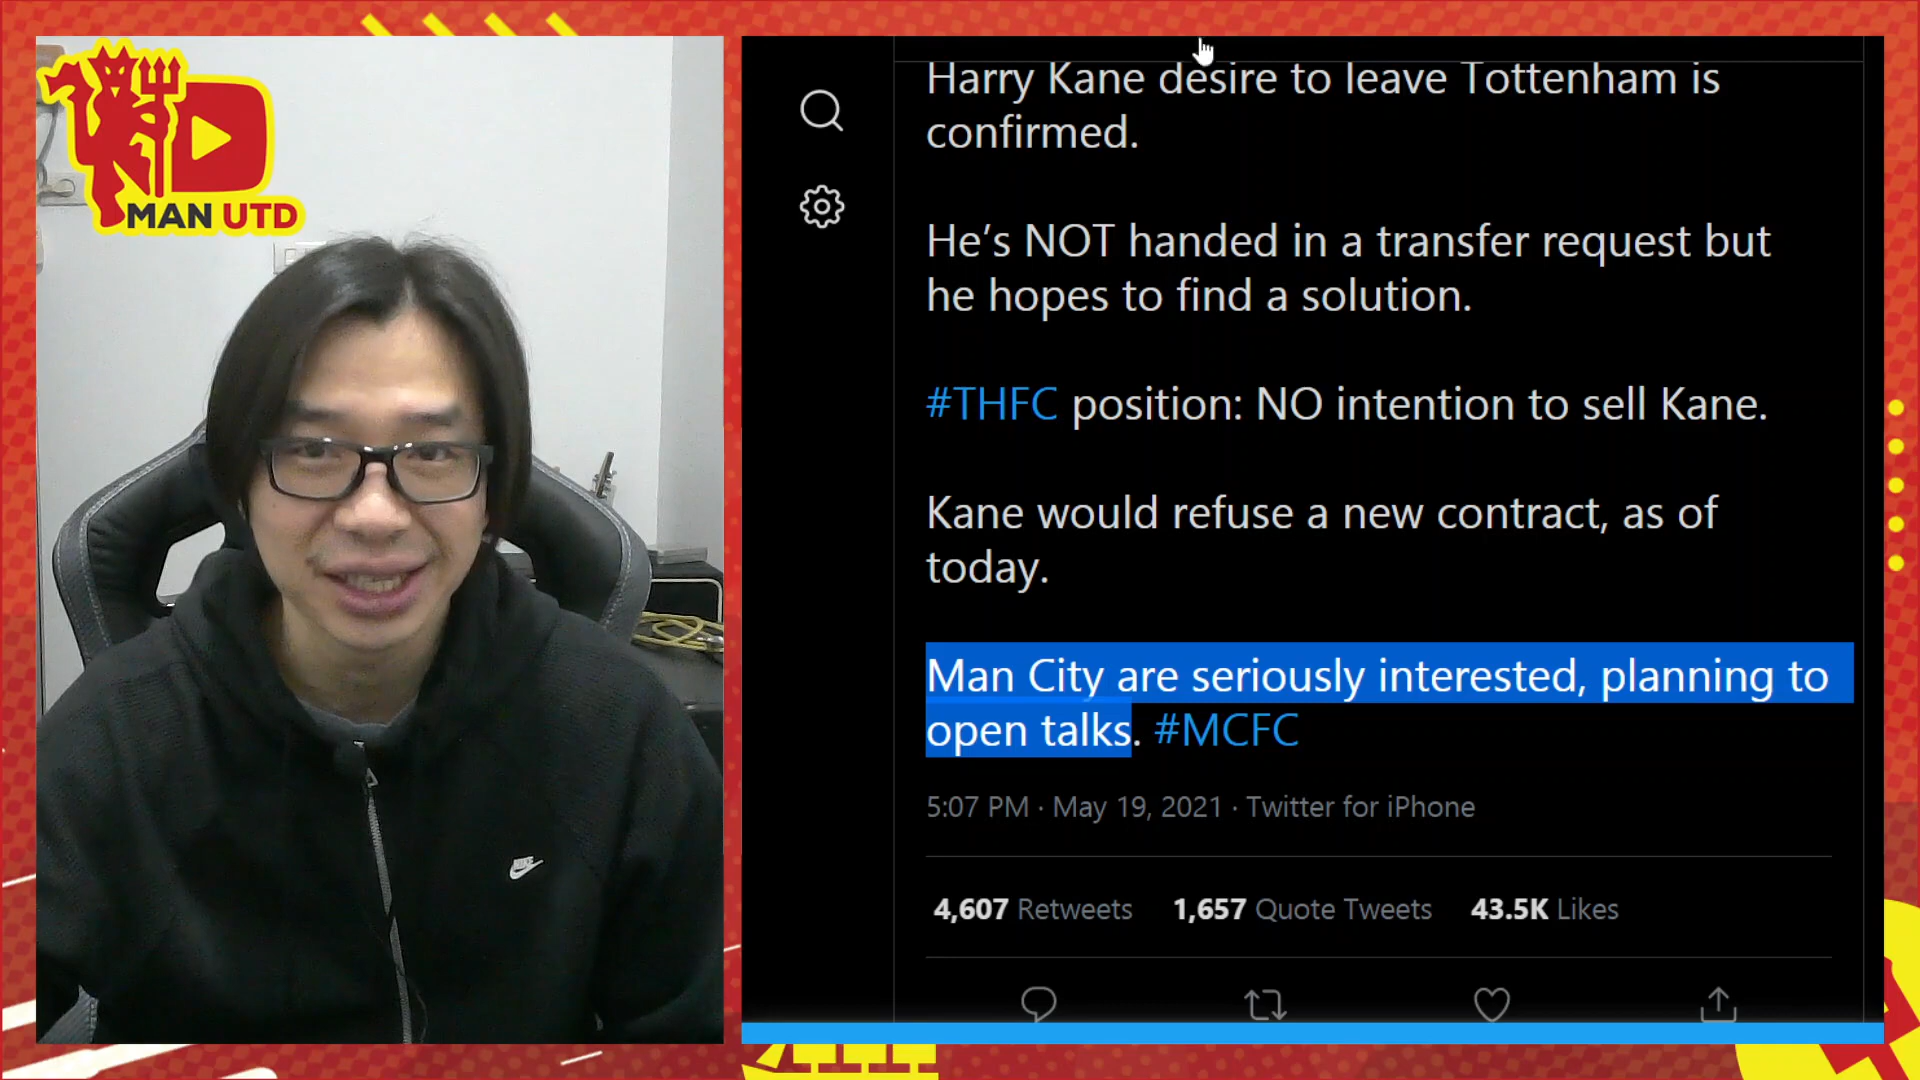 MAN UTD
Harry Kane desire to leave Tottenham is
confirmed.
He’s NOT handed in a transfer request but
he hopes to find a solution.
#THFC position: NO intention to sell Kane.
Kane would refuse a new contract, as of
today.
Man City are seriously interested, planning to
open talks. #MCFC
5:07 PM · May 19, 2021 · Twitter for iPhone
4,607 Retweets 1,657 Quote Tweets 43.5K Likes
NIKE